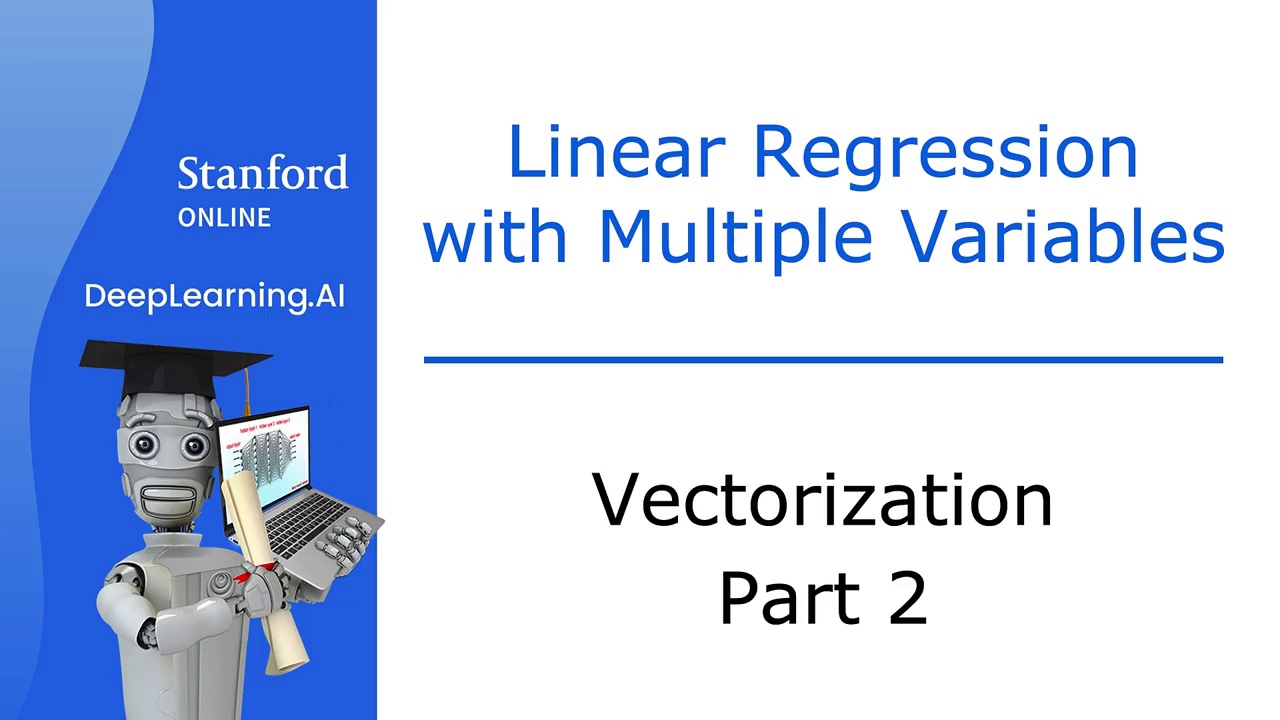 Stanford
ONLINE
DeepLearning.AI
Linear Regression
with Multiple Variables
Vectorization
Part 2